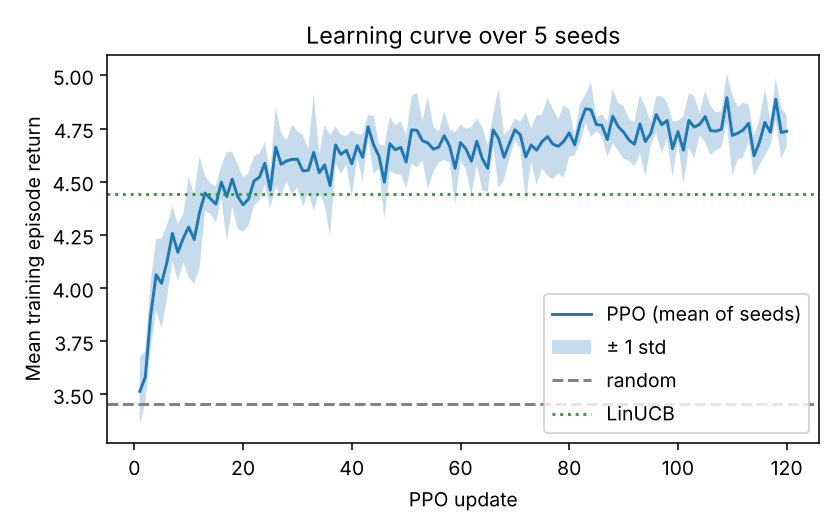 Learning curve over 5 seeds
Mean training episode return
5.00
4.75
4.50
4.25
4.00
3.75
3.50
PPO (mean of seeds)
± 1 std
random
LinUCB
0 20 40 60 80 100 120
PPO update